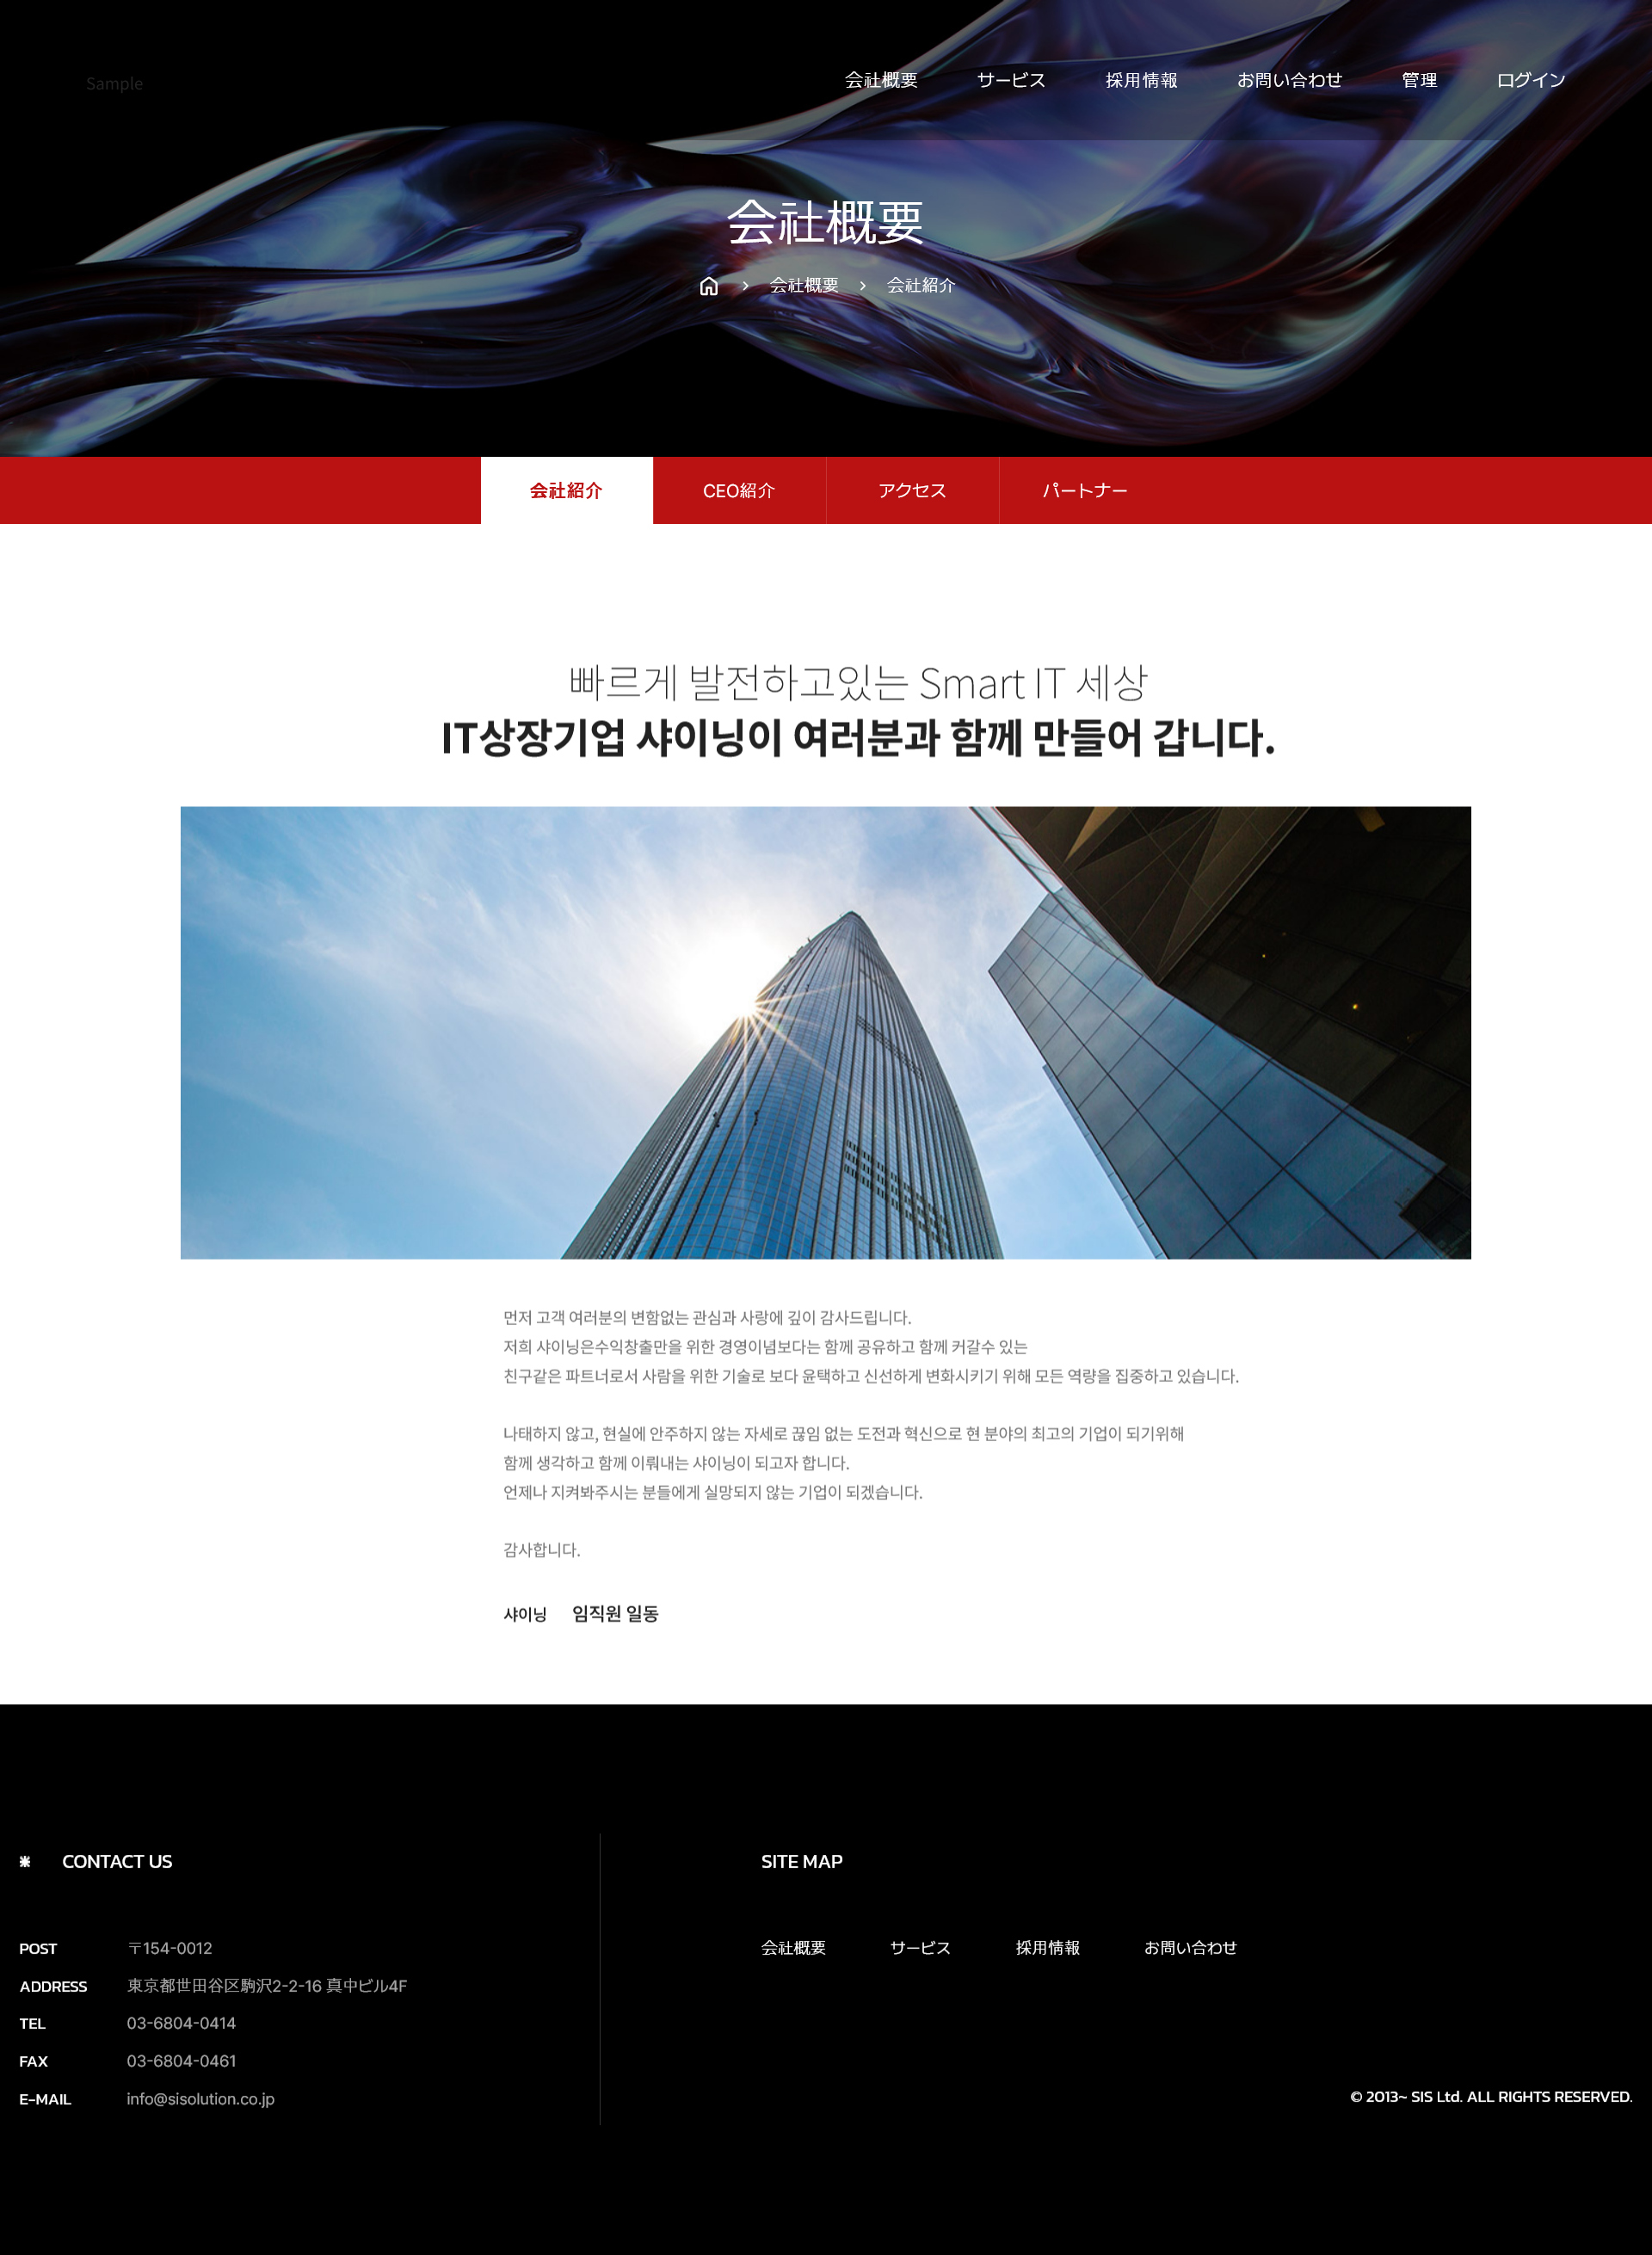 Sample
会社概要 サービス 採用情報 お問い合わせ 管理 ログイン
会社概要
会社概要 > 会社紹介
会社紹介 CEO紹介 アクセス パートナー
빠르게 발전하고있는 Smart IT 세상
IT상장기업 샤이닝이 여러분과 함께 만들어 갑니다.
먼저 고객 여러분의 변함없는 관심과 사랑에 깊이 감사드립니다.
저희 샤이닝은수익창출만을 위한 경영이념보다는 함께 공유하고 함께 커갈수 있는
친구같은 파트너로서 사람을 위한 기술로 보다 윤택하고 신선하게 변화시키기 위해 모든 역량을 집중하고 있습니다.
나태하지 않고, 현실에 안주하지 않는 자세로 끊임 없는 도전과 혁신으로 현 분야의 최고의 기업이 되기위해
함께 생각하고 함께 이뤄내는 샤이닝이 되고자 합니다.
언제나 지켜봐주시는 분들에게 실망되지 않는 기업이 되겠습니다.
감사합니다.
샤이닝 임직원 일동
CONTACT US
POST 〒154-0012
ADDRESS 東京都世田谷区駒沢2-2-16 真中ビル4F
TEL 03-6804-0414
FAX 03-6804-0461
E-MAIL info@sisolution.co.jp
SITE MAP
会社概要 サービス 採用情報 お問い合わせ
© 2013~ SIS Ltd. ALL RIGHTS RESERVED.